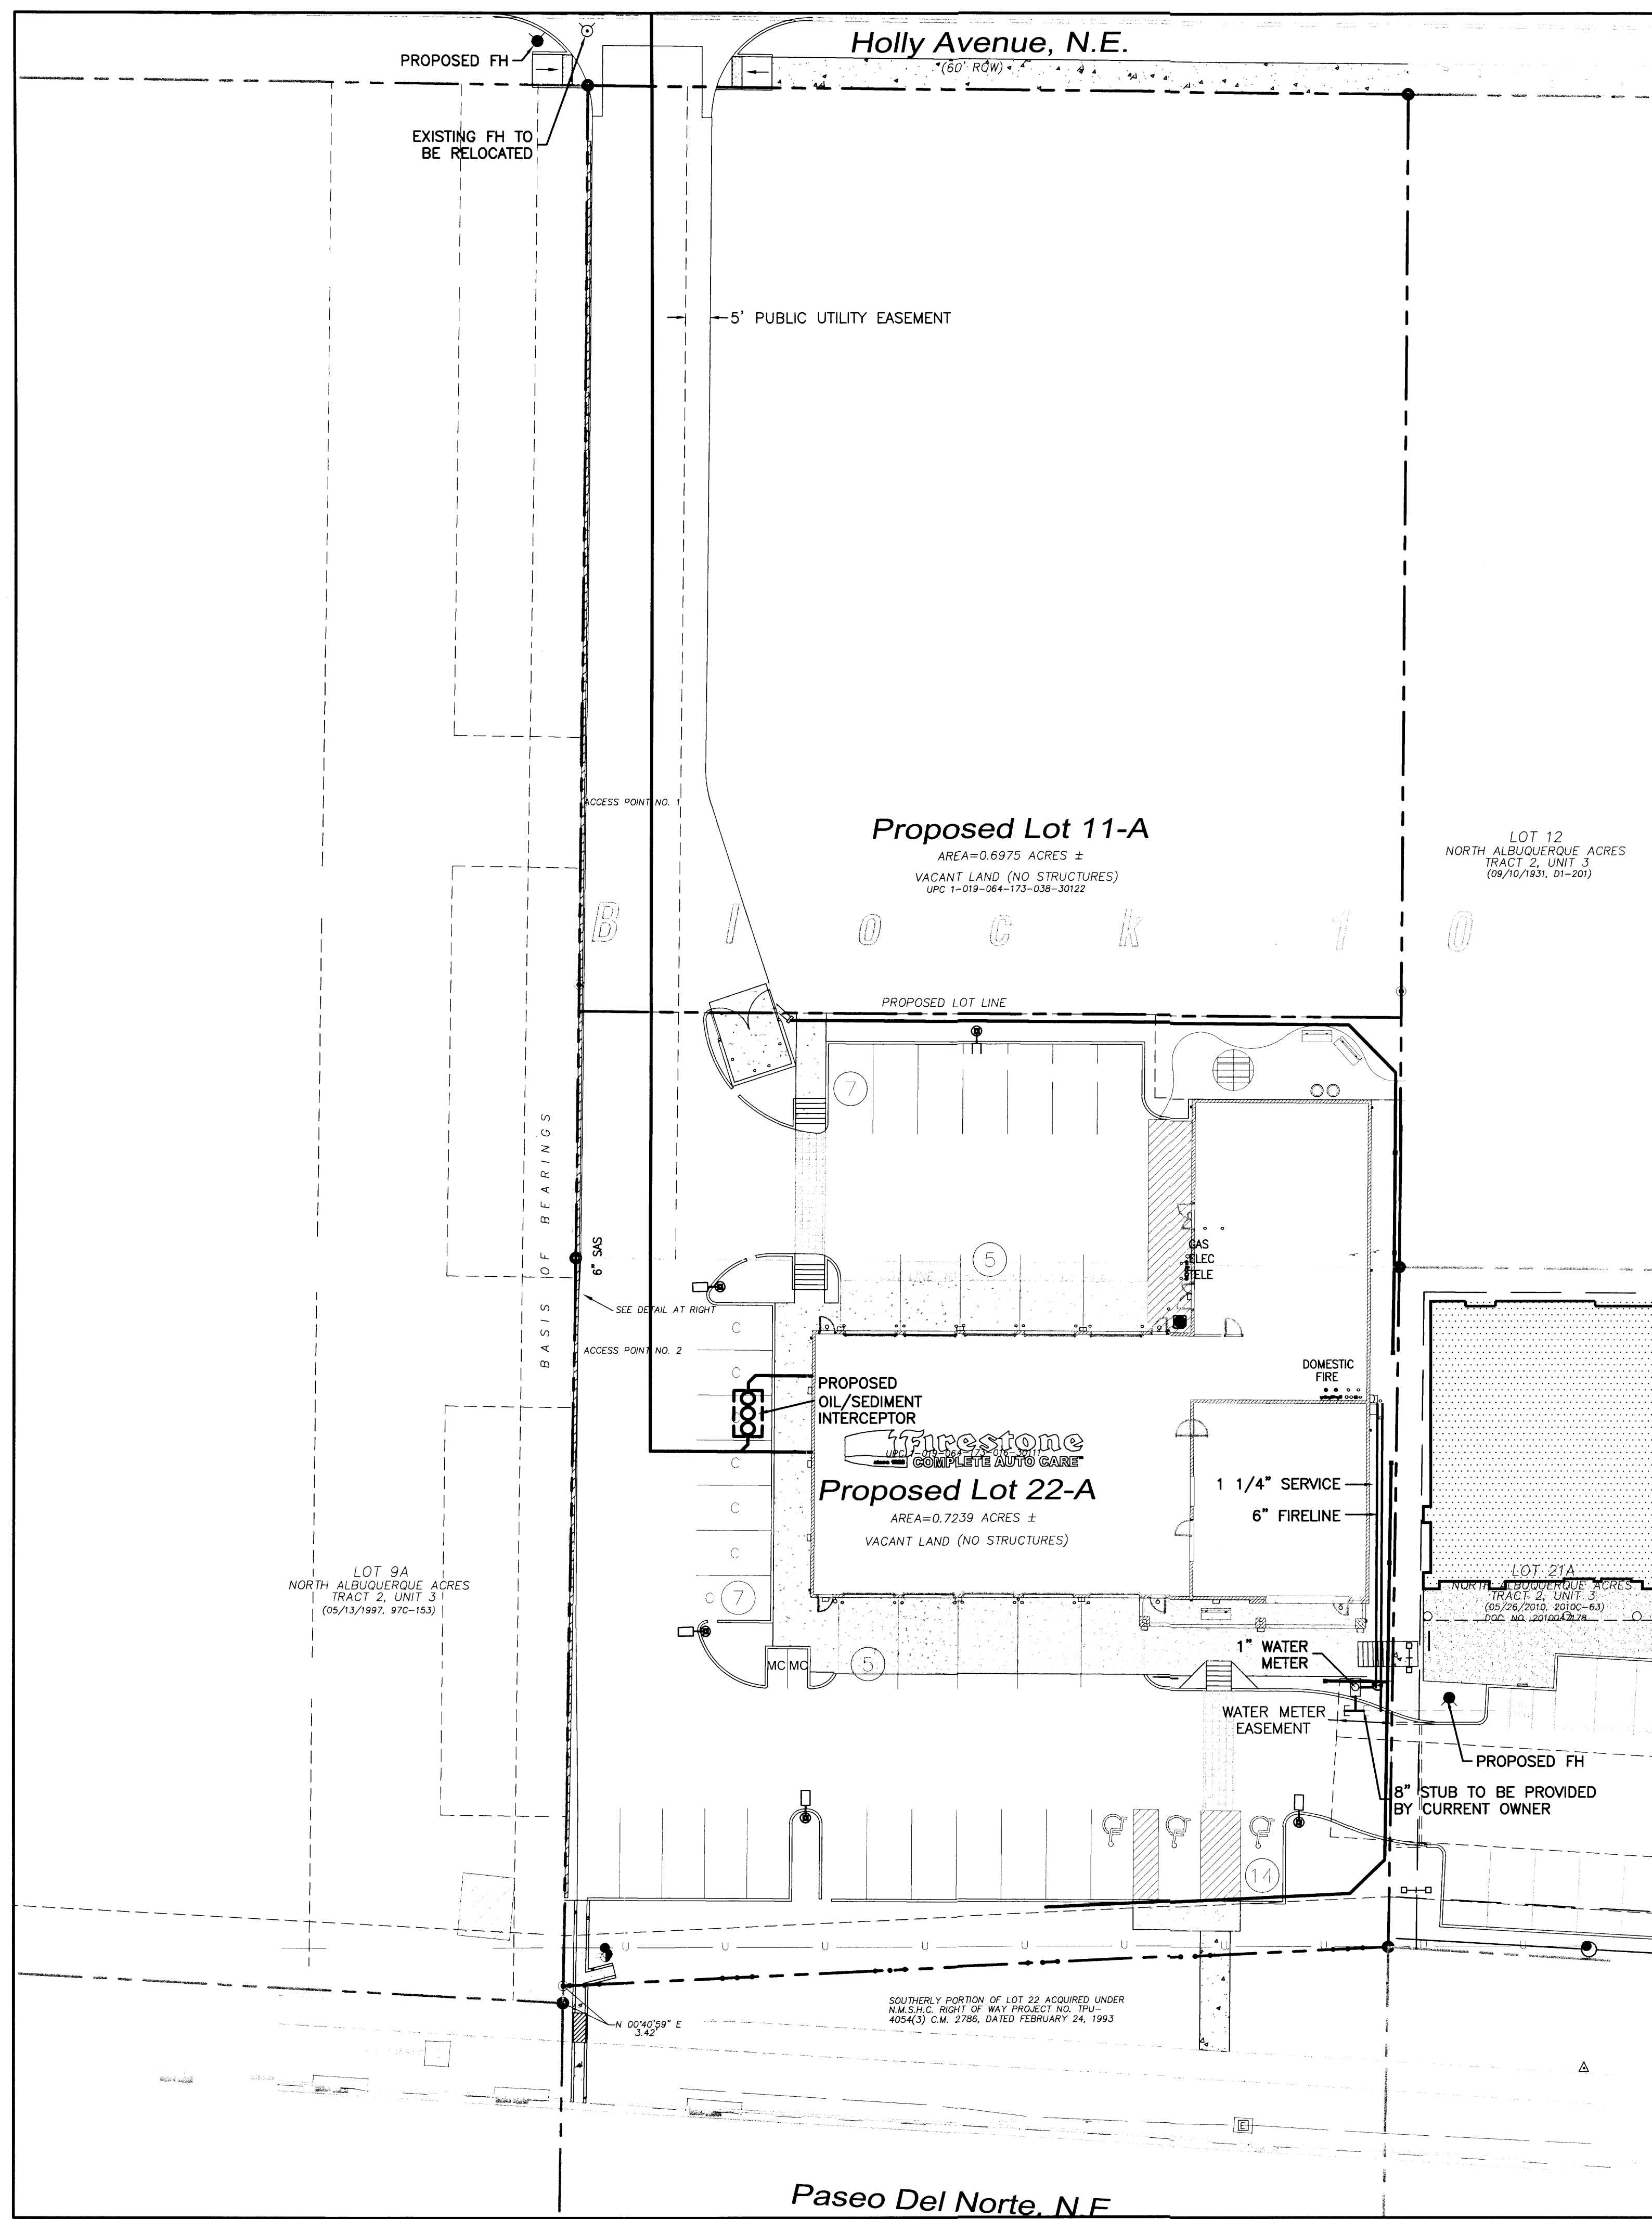 Holly Avenue, N.E.
(60' ROW)
PROPOSED FH
EXISTING FH TO
BE RELOCATED
5' PUBLIC UTILITY EASEMENT
ACCESS POINT NO. 1
Proposed Lot 11-A
AREA=0.6975 ACRES ±
VACANT LAND (NO STRUCTURES)
UPC 1-019-064-173-038-30122
LOT 12
NORTH ALBUQUERQUE ACRES
TRACT 2, UNIT 3
(09/10/1931, D1-201)
Block 10
PROPOSED LOT LINE
7
BASIS OF BEARINGS
6" SAS
5
GAS
ELEC
TELE
SEE DETAIL AT RIGHT
C
ACCESS POINT NO. 2
C
DOMESTIC
FIRE
PROPOSED
OIL/SEDIMENT
INTERCEPTOR
Firestone
UPC 1-019-064-173-016-30111
COMPLETE AUTO CARE
C
Proposed Lot 22-A
AREA=0.7239 ACRES ±
VACANT LAND (NO STRUCTURES)
1 1/4" SERVICE
6" FIRELINE
C
C
C
7
LOT 9A
NORTH ALBUQUERQUE ACRES
TRACT 2, UNIT 3
(05/13/1997, 97C-153)
LOT 21A
NORTH ALBUQUERQUE ACRES
TRACT 2, UNIT 3
(05/26/2010, 2010C-63)
MC MC
5
1" WATER
METER
WATER METER
EASEMENT
PROPOSED FH
8" STUB TO BE PROVIDED
BY CURRENT OWNER
14
U U U U U U U U U U
SOUTHERLY PORTION OF LOT 22 ACQUIRED UNDER
N.M.S.H.C. RIGHT OF WAY PROJECT NO. TPU-
4054(3) C.M. 2786, DATED FEBRUARY 24, 1993
N 00°40'59" E
3.42'
E
Paseo Del Norte, N.E